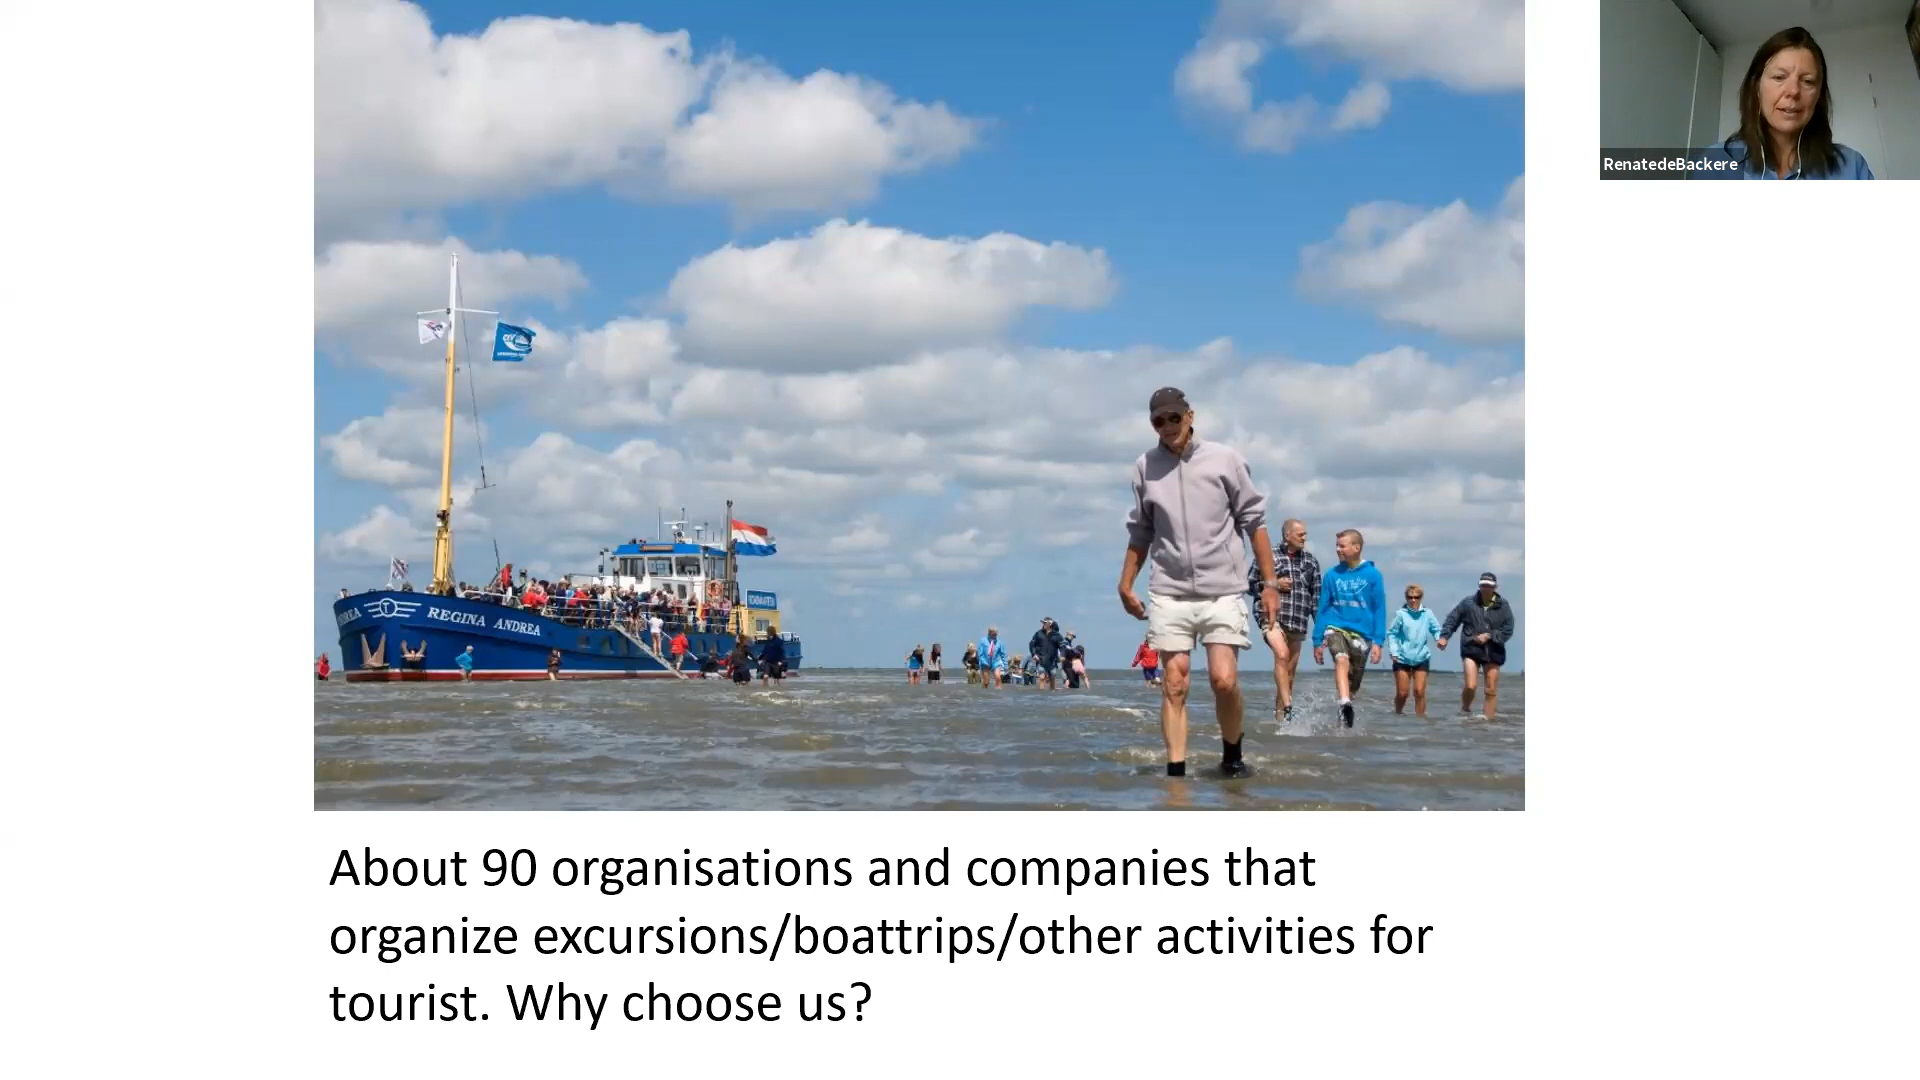 RenatedeBackere
REGINA ANDREA
About 90 organisations and companies that
organize excursions/boattrips/other activities for
tourist. Why choose us?